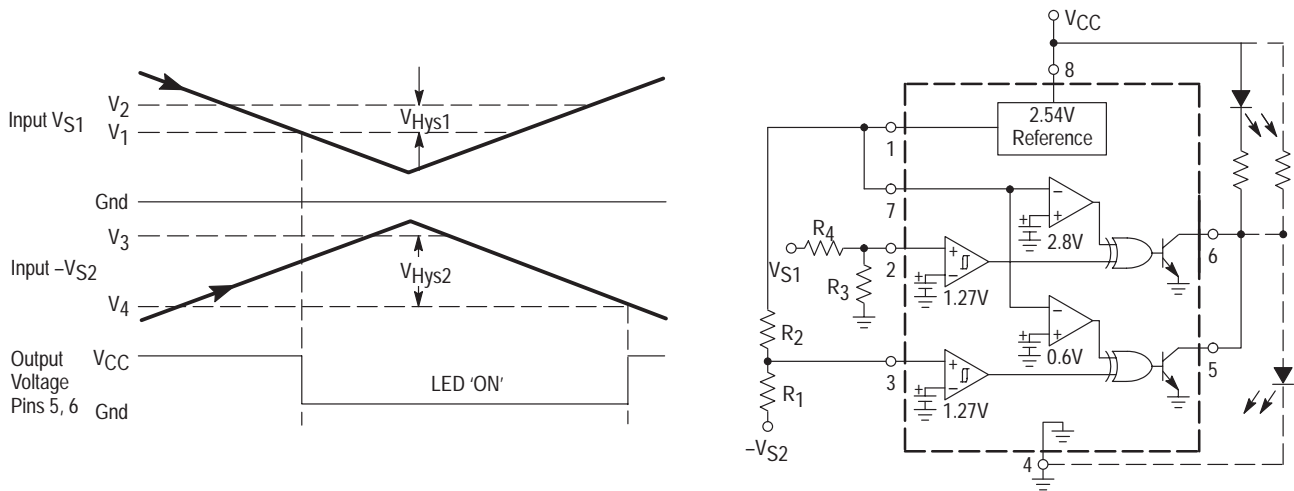 Input VS1
V2
V1
VHys1
Gnd
V3
Input –VS2
VHys2
V4
Output
Voltage
Pins 5, 6
VCC
LED 'ON'
Gnd
VCC
8
2.54V
Reference
1
7
–
+
+
2.8V
R4
VS1
2
+
–
+
1.27V
R3
6
R2
–
+
+
0.6V
3
+
–
+
1.27V
5
R1
–VS2
4